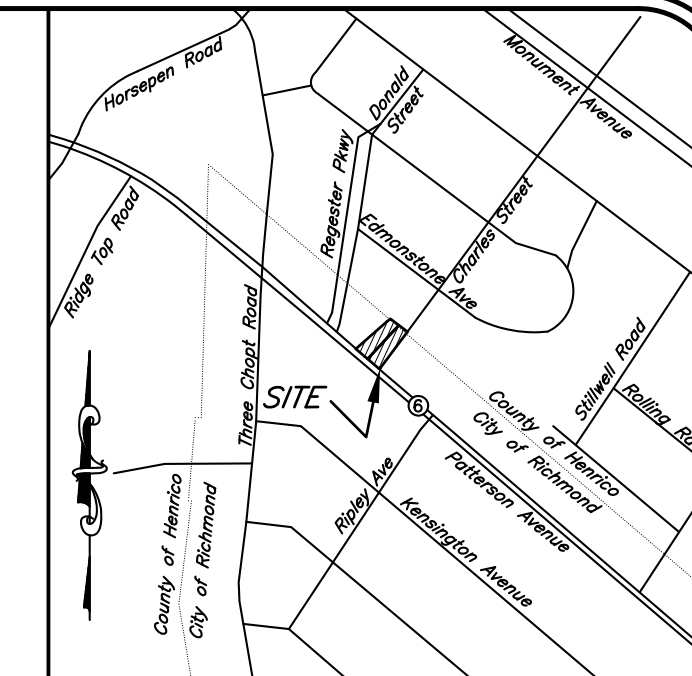 Horsepen Road
Monument Avenue
Donald
Street
Regester Pkwy
Ridge Top Road
Edmonstone Ave
Charles Street
Three Chopt Road
SITE
6
Stillwell Road
Rolling Ro
County of Henrico
City of Richmond
Patterson Avenue
Ripley Ave
Kensington Avenue
County of Henrico
City of Richmond